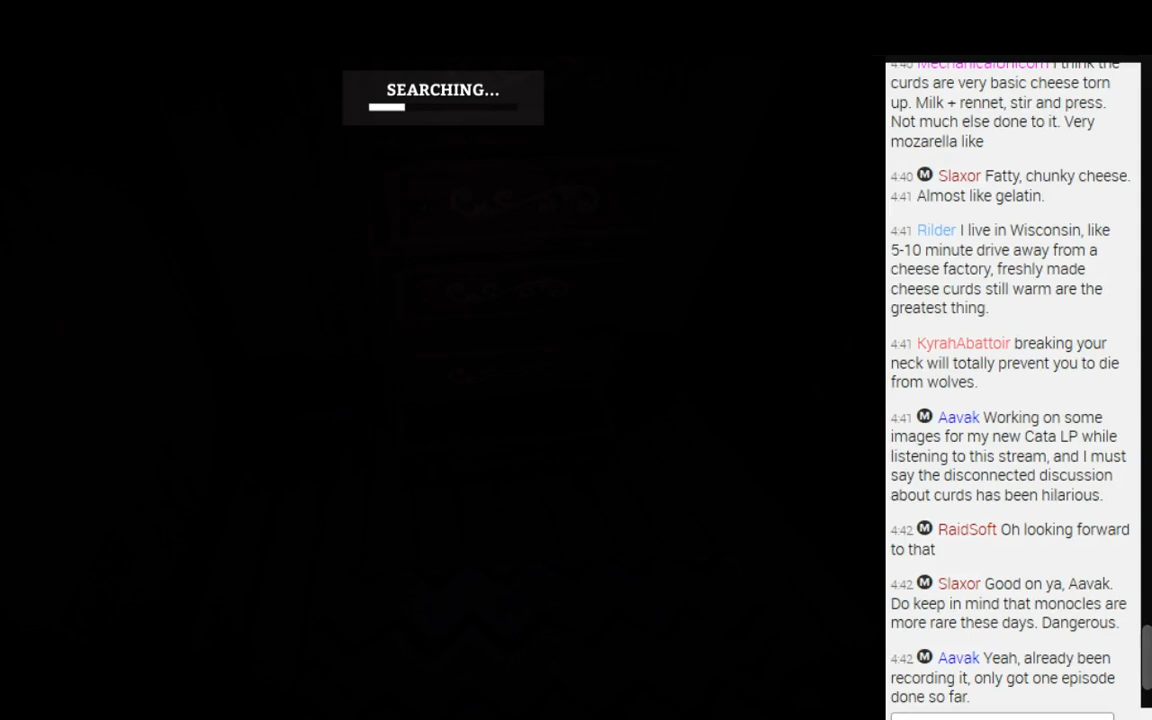 SEARCHING...
4:40 MechanicalUnicorn I think the
curds are very basic cheese torn
up. Milk + rennet, stir and press.
Not much else done to it. Very
mozarella like
4:40 M Slaxor Fatty, chunky cheese.
4:41 Almost like gelatin.
4:41 Rilder I live in Wisconsin, like
5-10 minute drive away from a
cheese factory, freshly made
cheese curds still warm are the
greatest thing.
4:41 KyrahAbattoir breaking your
neck will totally prevent you to die
from wolves.
4:41 M Aavak Working on some
images for my new Cata LP while
listening to this stream, and I must
say the disconnected discussion
about curds has been hilarious.
4:42 M RaidSoft Oh looking forward
to that
4:42 M Slaxor Good on ya, Aavak.
Do keep in mind that monocles are
more rare these days. Dangerous.
4:42 M Aavak Yeah, already been
recording it, only got one episode
done so far.